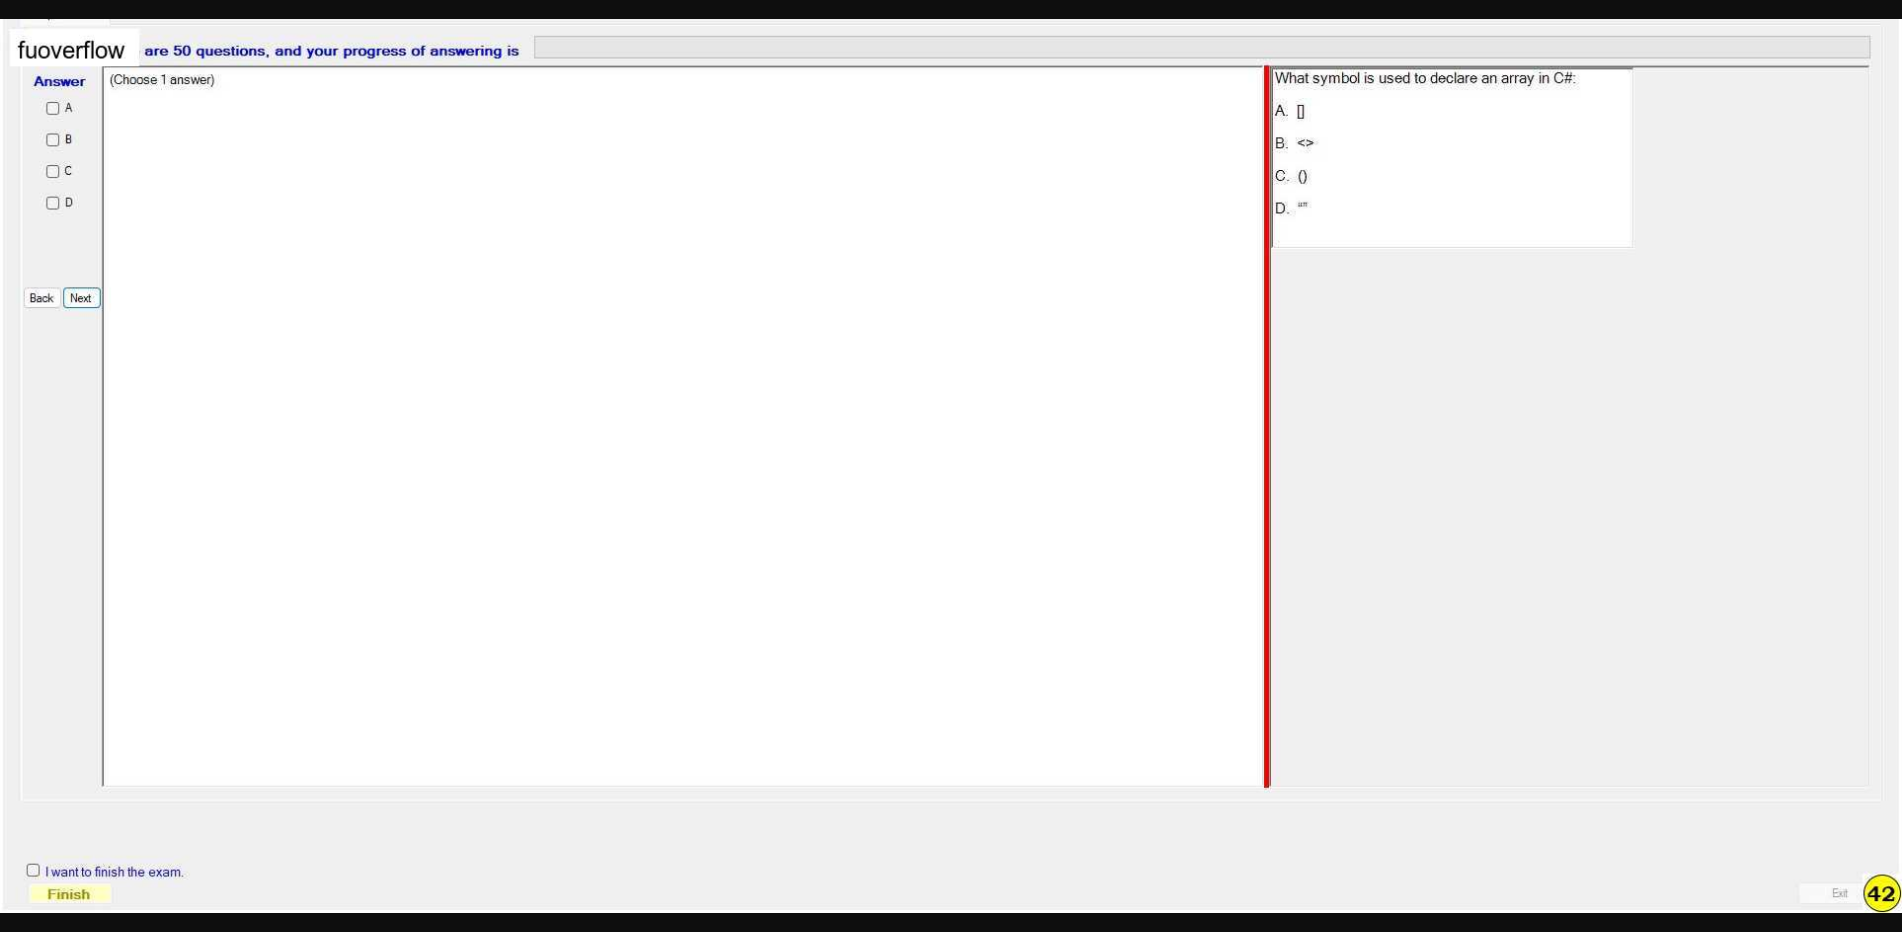 fuoverflow are 50 questions, and your progress of answering is
Answer
(Choose 1 answer)
A
B
C
D
Back Next
What symbol is used to declare an array in C#:
A. []
B. <>
C. ()
D. “”
I want to finish the exam.
Finish
Exit 42